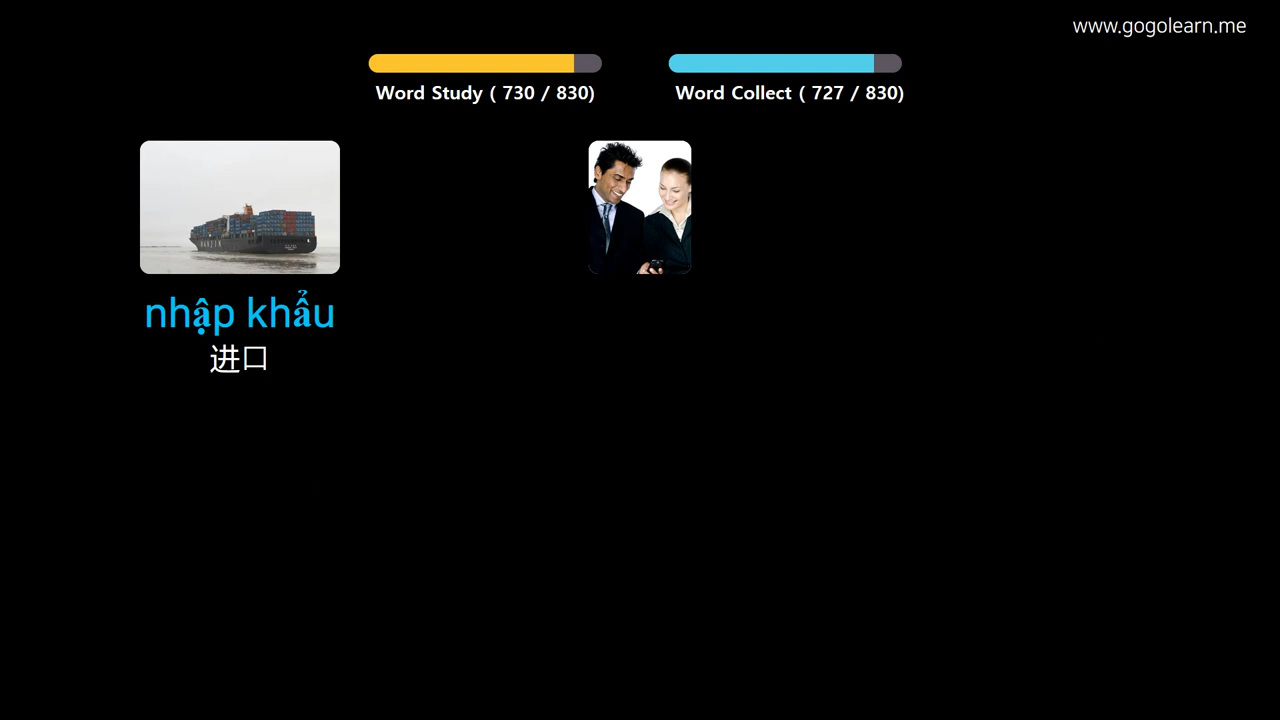 www.gogolearn.me
Word Study ( 730 / 830)
Word Collect ( 727 / 830)
nhập khẩu
进口